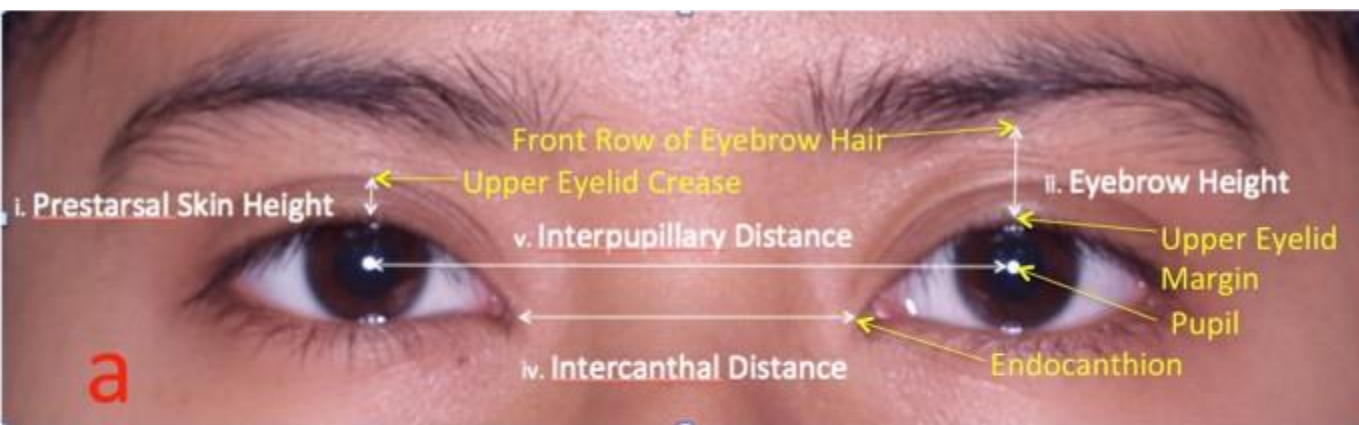 Front Row of Eyebrow Hair
Upper Eyelid Crease
ii. Eyebrow Height
i. Prestarsal Skin Height
v. Interpupillary Distance
Upper Eyelid
Margin
Pupil
iv. Intercanthal Distance
Endocanthion
a